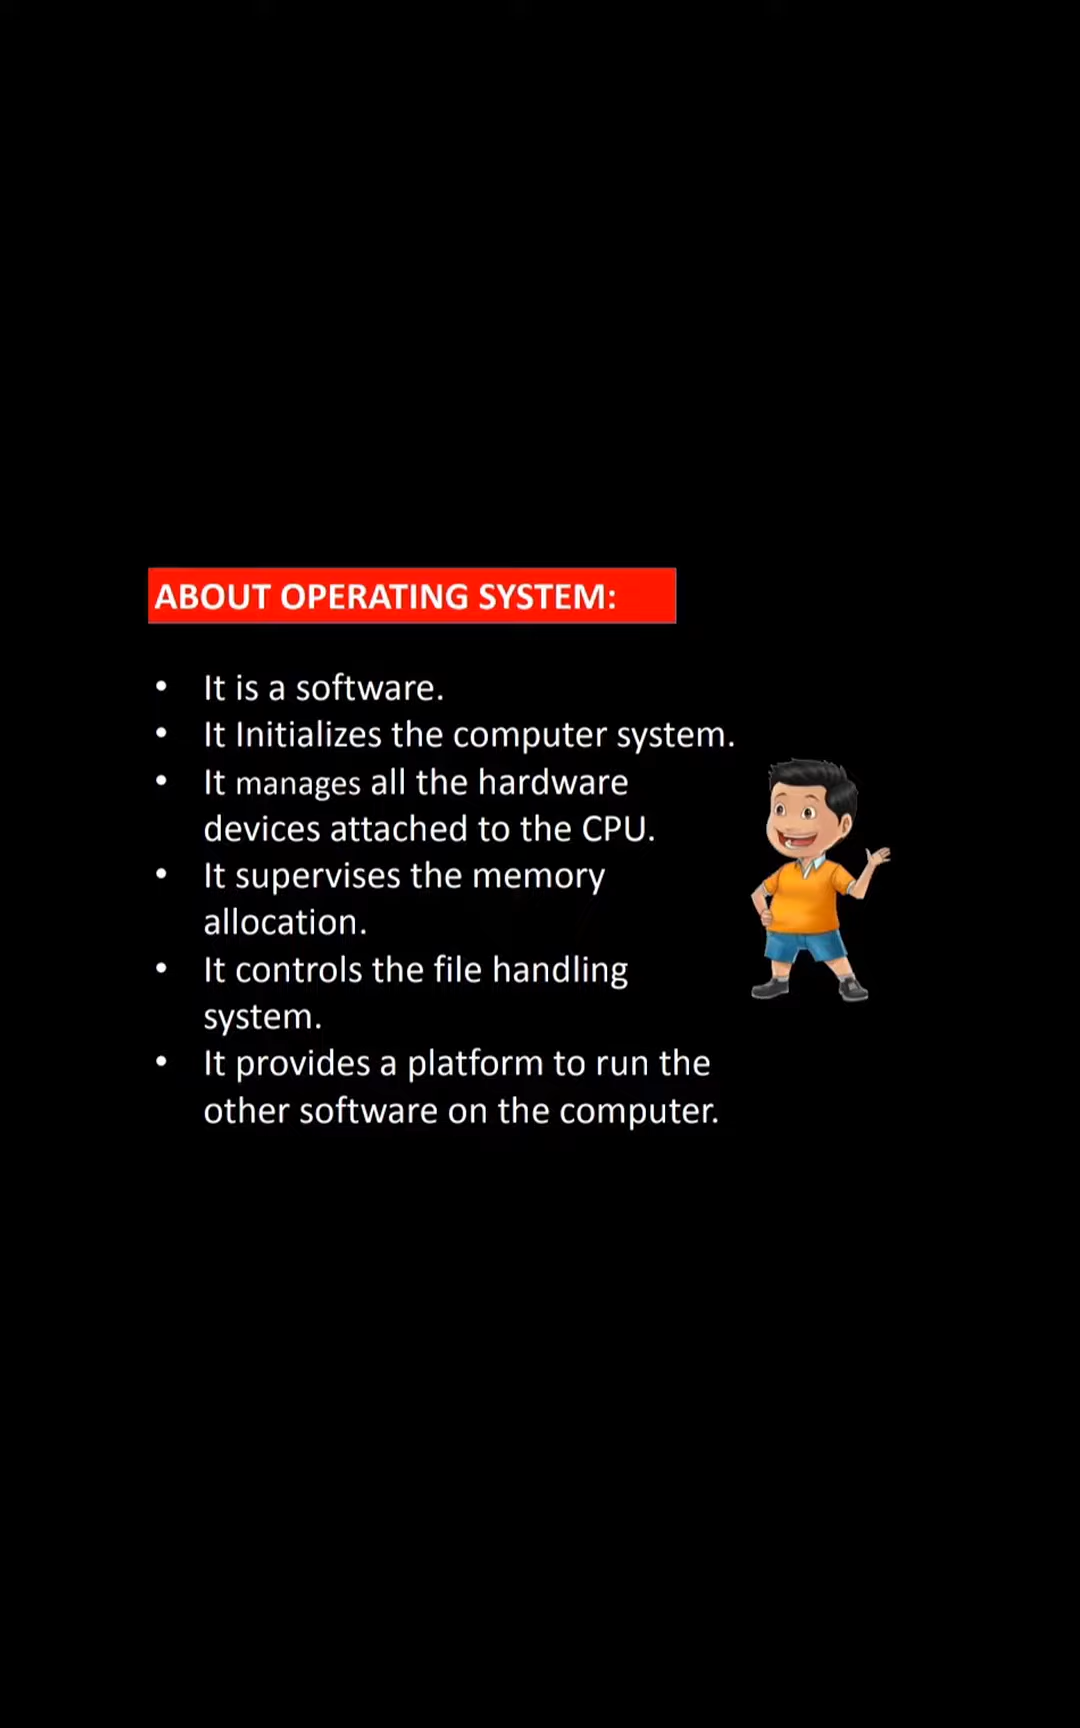 ABOUT OPERATING SYSTEM:
• It is a software.
• It Initializes the computer system.
• It manages all the hardware
devices attached to the CPU.
• It supervises the memory
allocation.
• It controls the file handling
system.
• It provides a platform to run the
other software on the computer.